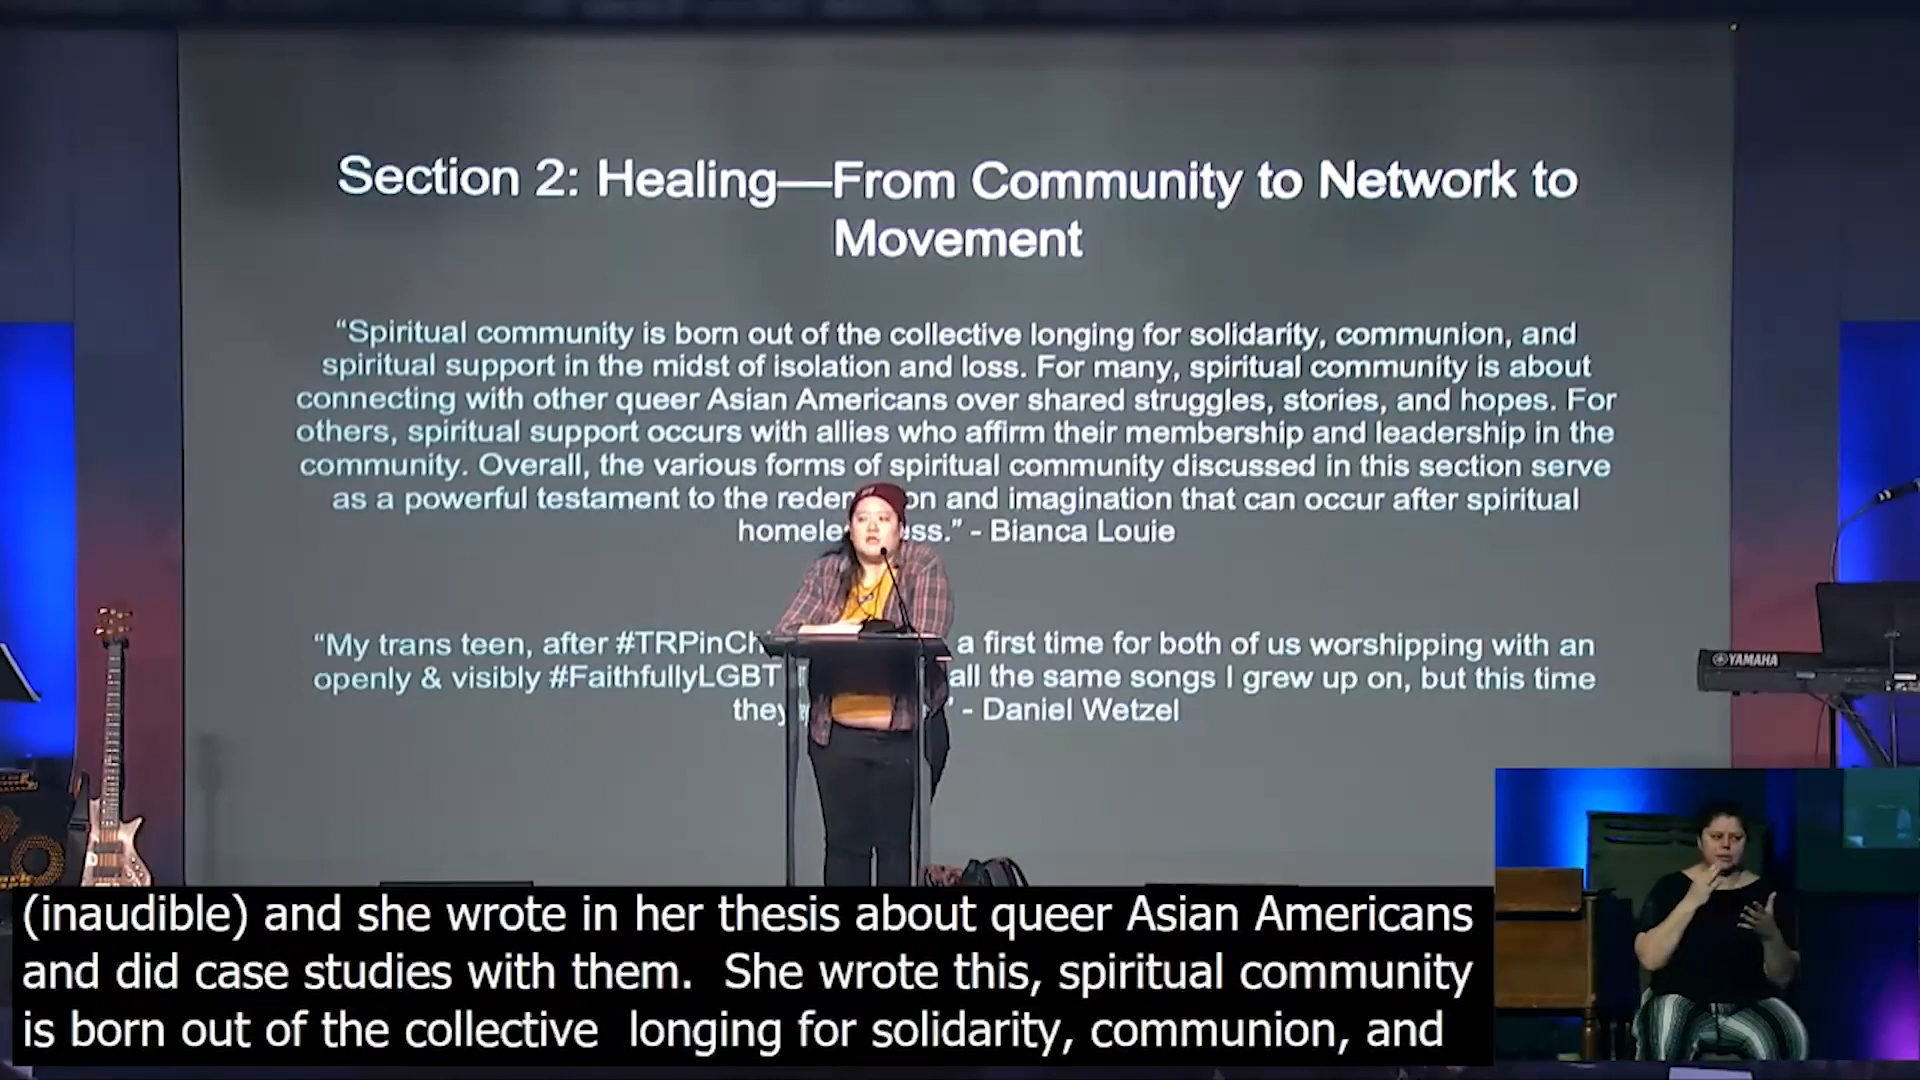 Section 2: Healing—From Community to Network to
Movement
“Spiritual community is born out of the collective longing for solidarity, communion, and
spiritual support in the midst of isolation and loss. For many, spiritual community is about
connecting with other queer Asian Americans over shared struggles, stories, and hopes. For
others, spiritual support occurs with allies who affirm their membership and leadership in the
community. Overall, the various forms of spiritual community discussed in this section serve
as a powerful testament to the and imagination that can occur after spiritual
- Bianca Louie
“My trans teen, after a first time for both of us worshipping with an
openly & visibly #FaithfullyLGBT all the same songs I grew up on, but this time
- Daniel Wetzel
YAMAHA
(inaudible) and she wrote in her thesis about queer Asian Americans
and did case studies with them. She wrote this, spiritual community
is born out of the collective longing for solidarity, communion, and